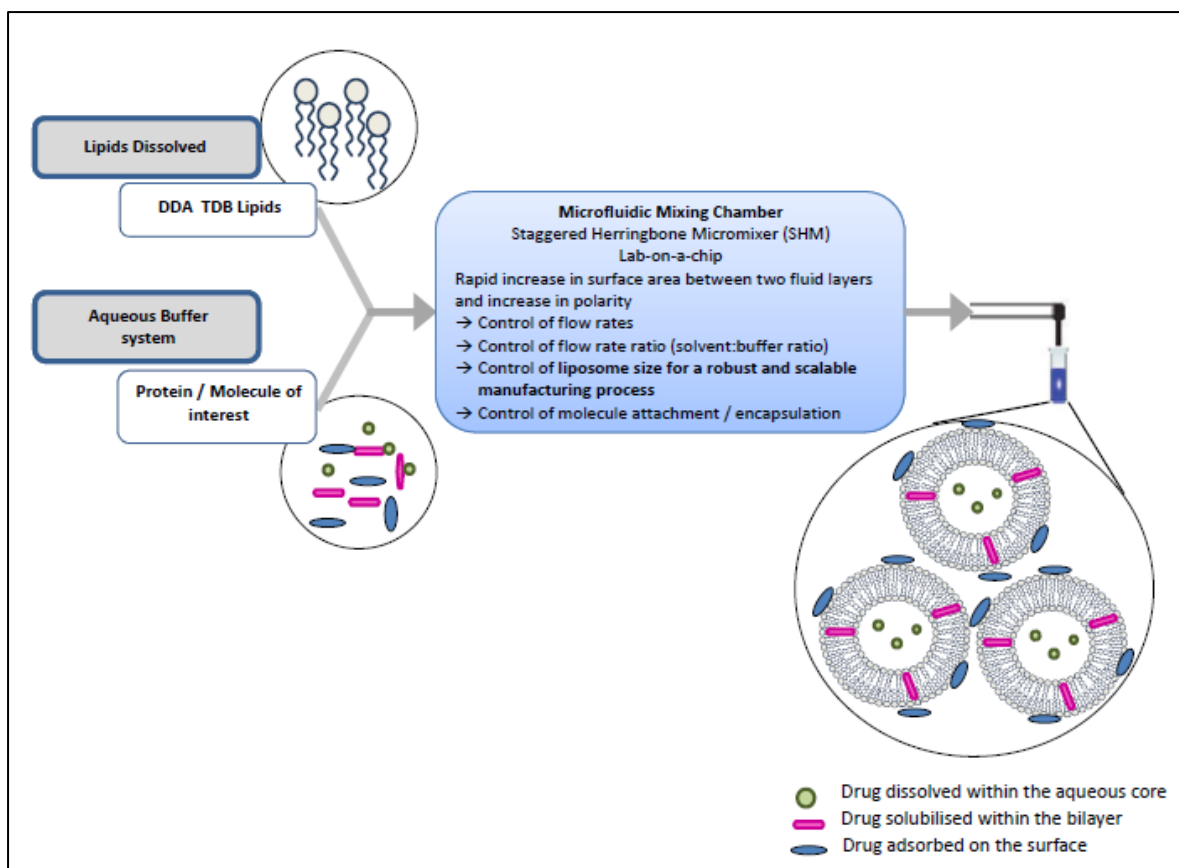 Lipids Dissolved
DDA TDB Lipids
Aqueous Buffer
system
Protein / Molecule of
interest
Microfluidic Mixing Chamber
Staggered Herringbone Micromixer (SHM)
Lab-on-a-chip
Rapid increase in surface area between two fluid layers
and increase in polarity
→ Control of flow rates
→ Control of flow rate ratio (solvent:buffer ratio)
→ Control of liposome size for a robust and scalable
manufacturing process
→ Control of molecule attachment / encapsulation
Drug dissolved within the aqueous core
Drug solubilised within the bilayer
Drug adsorbed on the surface